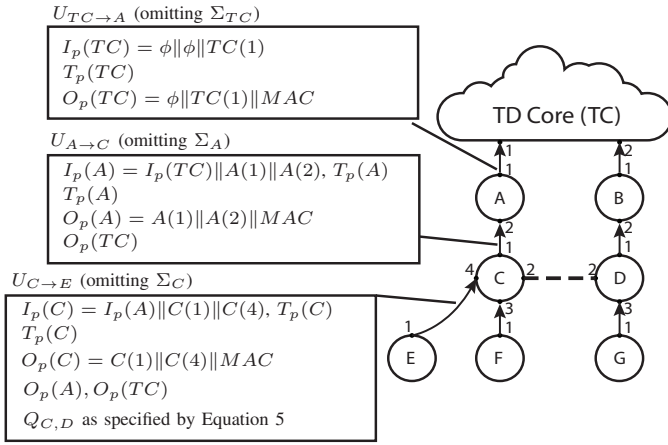 U_{TC→A} (omitting Σ_{TC})
I_p(TC) = ϕ∥ϕ∥TC(1)
T_p(TC)
O_p(TC) = ϕ∥TC(1)∥MAC
TD Core (TC)
U_{A→C} (omitting Σ_A)
1 2
I_p(A) = I_p(TC)∥A(1)∥A(2), T_p(A)
1 1
T_p(A)
A B
O_p(A) = A(1)∥A(2)∥MAC
2 2
O_p(TC)
1 1
U_{C→E} (omitting Σ_C)
4 C 2 2 D
I_p(C) = I_p(A)∥C(1)∥C(4), T_p(C)
3 3
T_p(C)
1 1 1
O_p(C) = C(1)∥C(4)∥MAC
E F G
O_p(A), O_p(TC)
Q_{C,D} as specified by Equation 5